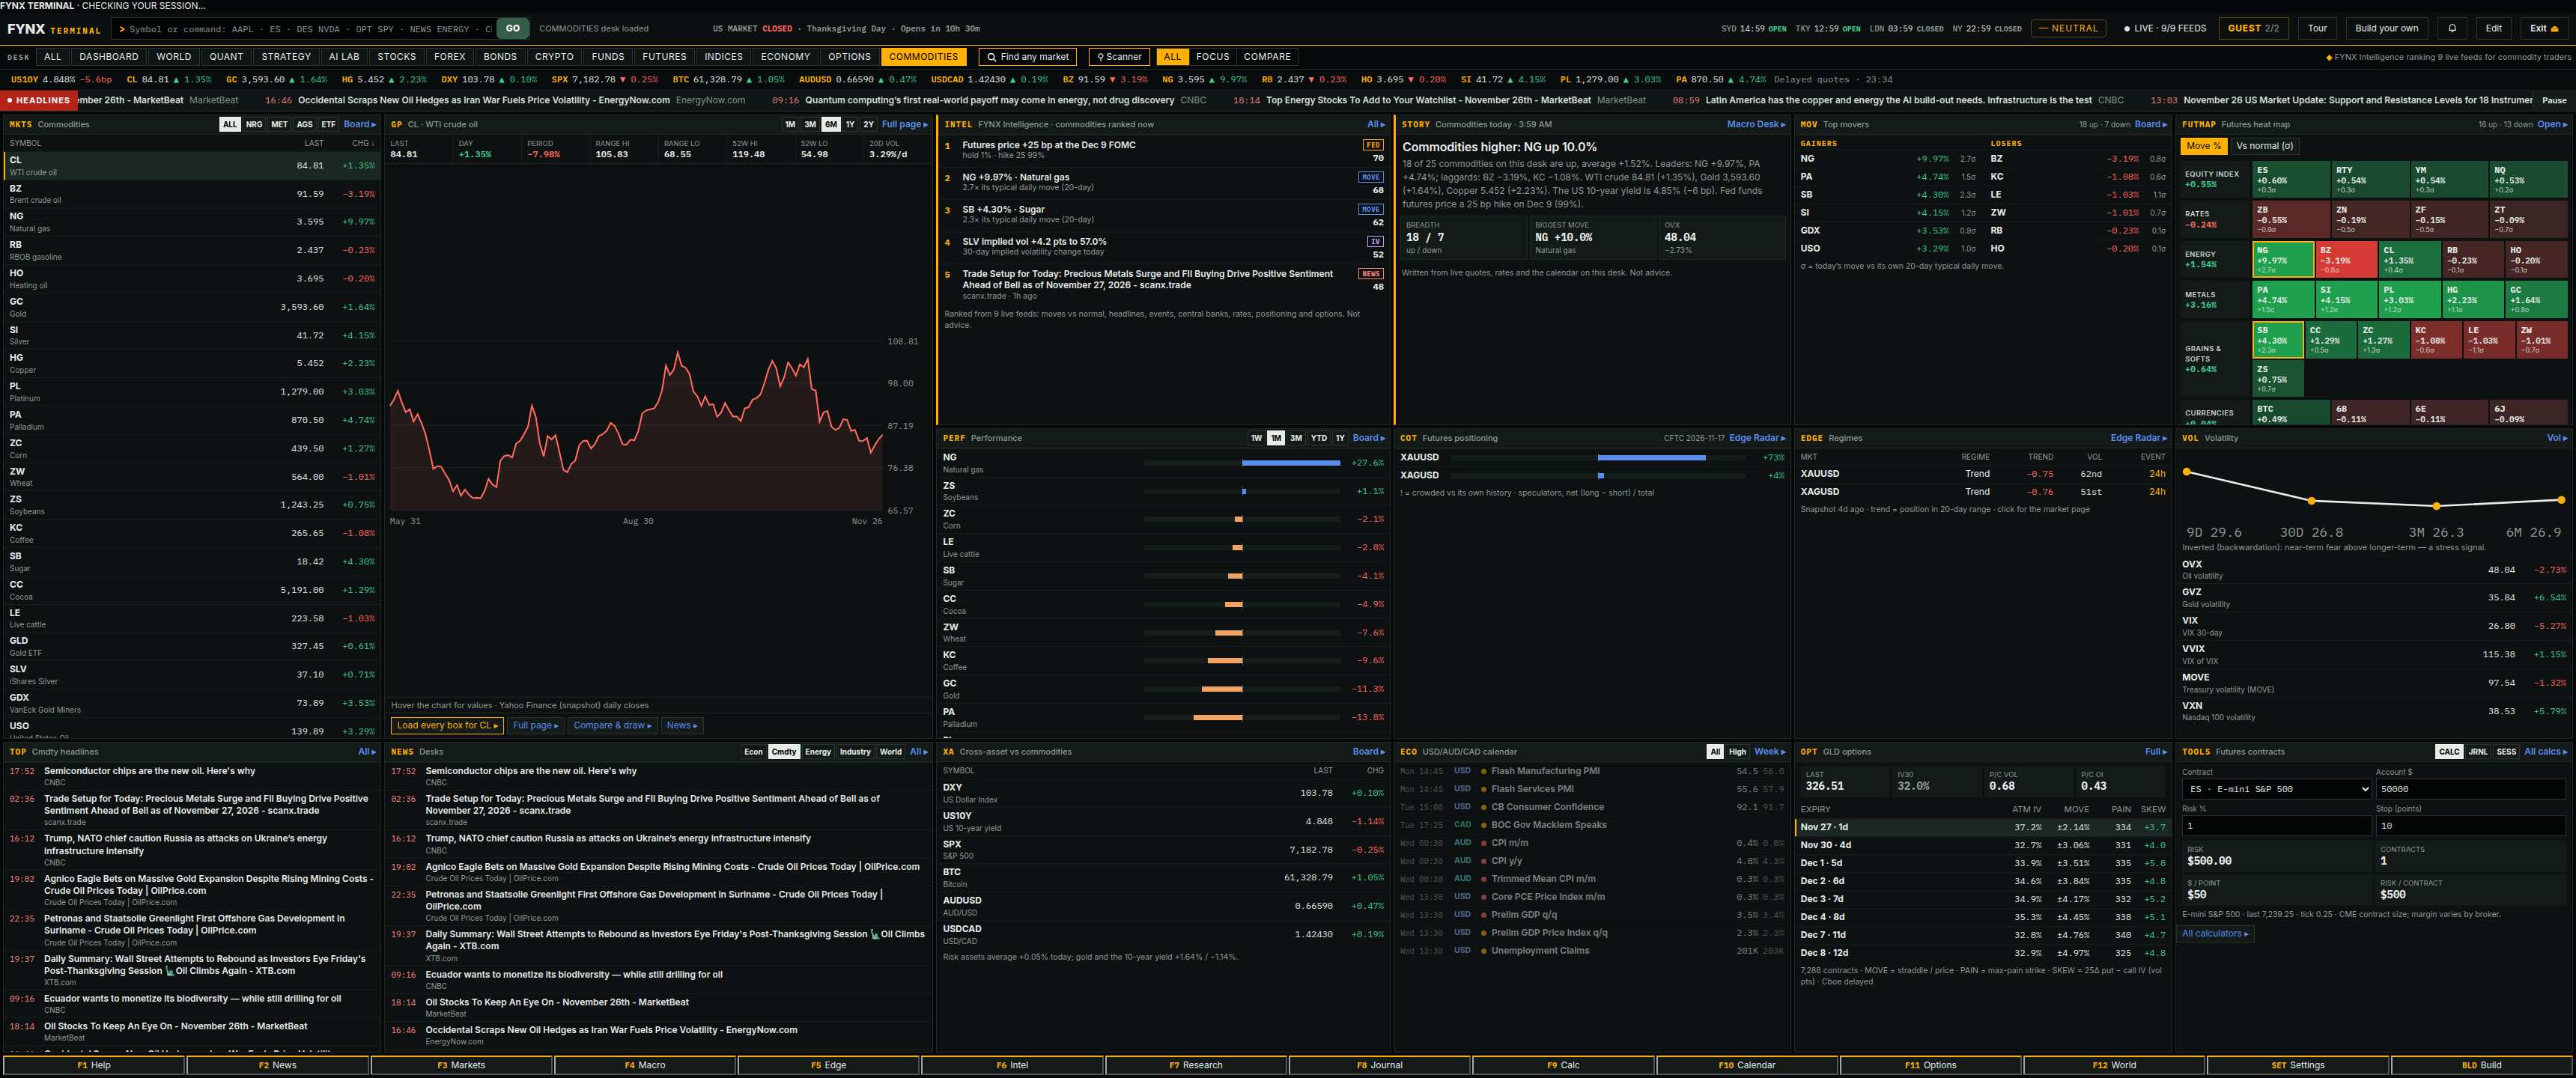 FYNX TERMINAL · CHECKING YOUR SESSION...
FYNX TERMINAL
> Symbol or command: AAPL · ES · DES NVDA · OPT SPY · NEWS ENERGY · C
GO
COMMODITIES desk loaded
US MARKET CLOSED · Thanksgiving Day · Opens in 10h 30m
SYD 14:59 OPEN TKY 12:59 OPEN LDN 03:59 CLOSED NY 22:59 CLOSED
— NEUTRAL
● LIVE · 9/9 FEEDS
GUEST 2/2
Tour
Build your own
Edit
Exit
DESK ALL DASHBOARD WORLD QUANT STRATEGY AI LAB STOCKS FOREX BONDS CRYPTO FUNDS FUTURES INDICES ECONOMY OPTIONS COMMODITIES
Find any market
Scanner
ALL FOCUS COMPARE
◆ FYNX Intelligence ranking 9 live feeds for commodity traders
US10Y 4.848% -5.6bp CL 84.81 ▲ 1.35% GC 3,593.60 ▲ 1.64% HG 5.452 ▲ 2.23% DXY 103.78 ▲ 0.10% SPX 7,182.78 ▼ 0.25% BTC 61,328.79 ▲ 1.05% AUDUSD 0.66590 ▲ 0.47% USDCAD 1.42430 ▲ 0.19% BZ 91.59 ▼ 3.19% NG 3.595 ▲ 9.97% RB 2.437 ▼ 0.23% HO 3.695 ▼ 0.20% SI 41.72 ▲ 4.15% PL 1,279.00 ▲ 3.03% PA 870.50 ▲ 4.74% Delayed quotes · 23:34
● HEADLINES
ember 26th - MarketBeat MarketBeat 16:46 Occidental Scraps New Oil Hedges as Iran War Fuels Price Volatility - EnergyNow.com EnergyNow.com 09:16 Quantum computing's first real-world payoff may come in energy, not drug discovery CNBC 18:14 Top Energy Stocks To Add to Your Watchlist - November 26th - MarketBeat MarketBeat 08:59 Latin America has the copper and energy the AI build-out needs. Infrastructure is the test CNBC 13:03 November 26 US Market Update: Support and Resistance Levels for 18 Instrumen
Pause
MKTS Commodities ALL NRG MET AGS ETF Board ▸
SYMBOL LAST CHG ↕
CL 84.81 +1.35%
WTI crude oil
BZ 91.59 −3.19%
Brent crude oil
NG 3.595 +9.97%
Natural gas
RB 2.437 −0.23%
RBOB gasoline
HO 3.695 −0.20%
Heating oil
GC 3,593.60 +1.64%
Gold
SI 41.72 +4.15%
Silver
HG 5.452 +2.23%
Copper
PL 1,279.00 +3.03%
Platinum
PA 870.50 +4.74%
Palladium
ZC 439.50 +1.27%
Corn
ZW 564.00 −1.01%
Wheat
ZS 1,243.25 +0.75%
Soybeans
KC 265.65 −1.08%
Coffee
SB 18.42 +4.30%
Sugar
CC 5,191.00 +1.29%
Cocoa
LE 223.58 −1.03%
Live cattle
GLD 327.45 +0.61%
Gold ETF
SLV 37.10 +0.71%
iShares Silver
GDX 73.89 +3.53%
VanEck Gold Miners
USO 139.89 +3.29%
GP CL · WTI crude oil 1M 3M 6M 1Y 2Y Full page ▸
LAST DAY PERIOD RANGE HI RANGE LO 52W HI 52W LO 20D VOL
84.81 +1.35% −7.98% 105.83 68.55 119.48 54.98 3.29%/d
108.81
98.00
87.19
76.38
65.57
May 31 Aug 30 Nov 26
Hover the chart for values · Yahoo Finance (snapshot) daily closes
Load every box for CL ▸ Full page ▸ Compare & draw ▸ News ▸
INTEL FYNX Intelligence · commodities ranked now All ▸
1 Futures price +25 bp at the Dec 9 FOMC FED
hold 1% · hike 25 99% 70
2 NG +9.97% · Natural gas MOVE
2.7× its typical daily move (20-day) 68
3 SB +4.30% · Sugar MOVE
2.3× its typical daily move (20-day) 62
4 SLV implied vol +4.2 pts to 57.0% IV
30-day implied volatility change today 52
5 Trade Setup for Today: Precious Metals Surge and FII Buying Drive Positive Sentiment NEWS
Ahead of Bell as of November 27, 2026 - scanx.trade 48
scanx.trade · 1h ago
Ranked from 9 live feeds: moves vs normal, headlines, events, central banks, rates, positioning and options. Not
advice.
STORY Commodities today · 3:59 AM Macro Desk ▸
Commodities higher: NG up 10.0%
18 of 25 commodities on this desk are up, average +1.52%. Leaders: NG +9.97%, PA
+4.74%; laggards: BZ −3.19%, KC −1.08%. WTI crude 84.81 (+1.35%), Gold 3,593.60
(+1.64%), Copper 5.452 (+2.23%). The US 10-year yield is 4.85% (−6 bp). Fed funds
futures price a 25 bp hike on Dec 9 (99%).
BREADTH BIGGEST MOVE OVX
18 / 7 NG +10.0% 48.04
up / down Natural gas −2.73%
Written from live quotes, rates and the calendar on this desk. Not advice.
MOV Top movers 18 up · 7 down Board ▸
GAINERS LOSERS
NG +9.97% 2.7σ BZ −3.19% 0.8σ
PA +4.74% 1.5σ KC −1.08% 0.6σ
SB +4.30% 2.3σ LE −1.03% 1.1σ
SI +4.15% 1.2σ ZW −1.01% 0.7σ
GDX +3.53% 0.9σ RB −0.23% 0.1σ
USO +3.29% 1.0σ HO −0.20% 0.1σ
σ = today's move vs its own 20-day typical daily move.
FUTMAP Futures heat map 16 up · 13 down Open ▸
Move % Vs normal (σ)
EQUITY INDEX +0.55% ES +0.60% +0.3σ RTY +0.54% +0.3σ YM +0.54% +0.3σ NQ +0.53% +0.2σ
RATES −0.24% ZB −0.55% −0.9σ ZN −0.19% −0.5σ ZF −0.15% −0.5σ ZT −0.09% −0.7σ
ENERGY +1.54% NG +9.97% +2.7σ BZ −3.19% −0.8σ CL +1.35% +0.4σ RB −0.23% −0.1σ HO −0.20% −0.1σ
METALS +3.16% PA +4.74% +1.5σ SI +4.15% +1.2σ PL +3.03% +1.2σ HG +2.23% +1.1σ GC +1.64% +0.8σ
GRAINS & SOFTS +0.64% SB +4.30% +2.3σ CC +1.29% +0.5σ ZC +1.27% +1.3σ KC −1.08% −0.6σ LE −1.03% −1.1σ ZW −1.01% −0.7σ
ZS +0.75% +0.7σ
CURRENCIES BTC +0.49% 6B −0.11% 6E −0.11% 6J −0.09%
PERF Performance 1W 1M 3M YTD 1Y Board ▸
NG +27.6%
Natural gas
ZS +1.1%
Soybeans
ZC −2.1%
Corn
LE −2.8%
Live cattle
SB −4.1%
Sugar
CC −4.9%
Cocoa
ZW −7.6%
Wheat
KC −9.6%
Coffee
GC −11.3%
Gold
PA −13.8%
Palladium
COT Futures positioning CFTC 2026-11-17 Edge Radar ▸
XAUUSD +73%
XAGUSD +4%
! = crowded vs its own history · speculators, net (long − short) / total
EDGE Regimes Edge Radar ▸
MKT REGIME TREND VOL EVENT
XAUUSD Trend −0.75 62nd 24h
XAGUSD Trend −0.76 51st 24h
Snapshot 4d ago · trend = position in 20-day range · click for the market page
VOL Volatility Vol ▸
9D 29.6 30D 26.8 3M 26.3 6M 26.9
Inverted (backwardation): near-term fear above longer-term — a stress signal.
OVX 48.04 −2.73%
Oil volatility
GVZ 35.84 +6.54%
Gold volatility
VIX 26.80 −5.27%
VIX 30-day
VVIX 115.38 +1.15%
VIX of VIX
MOVE 97.54 −1.32%
Treasury volatility (MOVE)
VXN 38.53 +5.79%
Nasdaq 100 volatility
TOP Cmdty headlines All ▸
17:52 Semiconductor chips are the new oil. Here's why
CNBC
02:36 Trade Setup for Today: Precious Metals Surge and FII Buying Drive Positive
Sentiment Ahead of Bell as of November 27, 2026 - scanx.trade
scanx.trade
16:12 Trump, NATO chief caution Russia as attacks on Ukraine's energy
infrastructure intensify
CNBC
19:02 Agnico Eagle Bets on Massive Gold Expansion Despite Rising Mining Costs -
Crude Oil Prices Today | OilPrice.com
Crude Oil Prices Today | OilPrice.com
22:35 Petronas and Staatsolie Greenlight First Offshore Gas Development in
Suriname - Crude Oil Prices Today | OilPrice.com
Crude Oil Prices Today | OilPrice.com
19:37 Daily Summary: Wall Street Attempts to Rebound as Investors Eye Friday's
Post-Thanksgiving Session 🗽Oil Climbs Again - XTB.com
XTB.com
09:16 Ecuador wants to monetize its biodiversity — while still drilling for oil
CNBC
18:14 Oil Stocks To Keep An Eye On - November 26th - MarketBeat
MarketBeat
NEWS Desks Econ Cmdty Energy Industry World All ▸
17:52 Semiconductor chips are the new oil. Here's why
CNBC
02:36 Trade Setup for Today: Precious Metals Surge and FII Buying Drive Positive Sentiment Ahead of Bell as of
November 27, 2026 - scanx.trade
scanx.trade
16:12 Trump, NATO chief caution Russia as attacks on Ukraine's energy infrastructure intensify
CNBC
19:02 Agnico Eagle Bets on Massive Gold Expansion Despite Rising Mining Costs - Crude Oil Prices Today | OilPrice.com
Crude Oil Prices Today | OilPrice.com
22:35 Petronas and Staatsolie Greenlight First Offshore Gas Development in Suriname - Crude Oil Prices Today |
OilPrice.com
Crude Oil Prices Today | OilPrice.com
19:37 Daily Summary: Wall Street Attempts to Rebound as Investors Eye Friday's Post-Thanksgiving Session 🗽Oil Climbs
Again - XTB.com
XTB.com
09:16 Ecuador wants to monetize its biodiversity — while still drilling for oil
CNBC
18:14 Oil Stocks To Keep An Eye On - November 26th - MarketBeat
MarketBeat
16:46 Occidental Scraps New Oil Hedges as Iran War Fuels Price Volatility - EnergyNow.com
EnergyNow.com
XA Cross-asset vs commodities Board ▸
SYMBOL LAST CHG
DXY 103.78 +0.10%
US Dollar Index
US10Y 4.848 −1.14%
US 10-year yield
SPX 7,182.78 −0.25%
S&P 500
BTC 61,328.79 +1.05%
Bitcoin
AUDUSD 0.66590 +0.47%
AUD/USD
USDCAD 1.42430 +0.19%
USD/CAD
Risk assets average +0.05% today; gold and the 10-year yield +1.64% / −1.14%.
ECO USD/AUD/CAD calendar All High Week ▸
Mon 14:45 USD Flash Manufacturing PMI 54.5 56.0
Mon 14:45 USD Flash Services PMI 55.6 57.9
Tue 15:00 USD CB Consumer Confidence 92.1 91.7
Tue 17:25 CAD BOC Gov Macklem Speaks
Wed 00:30 AUD CPI m/m 0.4% 0.8%
Wed 00:30 AUD CPI y/y 4.8% 4.3%
Wed 00:30 AUD Trimmed Mean CPI m/m 0.3% 0.3%
Wed 13:30 USD Core PCE Price Index m/m 0.3% 0.3%
Wed 13:30 USD Prelim GDP q/q 3.5% 3.4%
Wed 13:30 USD Prelim GDP Price Index q/q 2.3% 2.3%
Wed 13:30 USD Unemployment Claims 201K 203K
OPT GLD options Full ▸
LAST IV30 P/C VOL P/C OI
326.51 32.0% 0.68 0.43
EXPIRY ATM IV MOVE PAIN SKEW
Nov 27 · 1d 37.2% ±2.14% 334 +3.7
Nov 30 · 4d 32.7% ±3.06% 331 +4.0
Dec 1 · 5d 33.9% ±3.51% 335 +5.8
Dec 2 · 6d 34.6% ±3.84% 335 +4.8
Dec 3 · 7d 34.9% ±4.17% 332 +5.2
Dec 4 · 8d 35.3% ±4.45% 338 +5.1
Dec 7 · 11d 32.8% ±4.76% 340 +4.7
Dec 8 · 12d 32.9% ±4.97% 325 +4.8
7,288 contracts · MOVE = straddle / price · PAIN = max-pain strike · SKEW = 25Δ put − call IV (vol
pts) · Cboe delayed
TOOLS Futures contracts CALC JRNL SESS All calcs ▸
Contract Account $
ES · E-mini S&P 500 50000
Risk % Stop (points)
1 10
RISK CONTRACTS
$500.00 1
$ / POINT RISK / CONTRACT
$50 $500
E-mini S&P 500 · last 7,239.25 · tick 0.25 · CME contract size; margin varies by broker.
All calculators ▸
F1 Help F2 News F3 Markets F4 Macro F5 Edge F6 Intel F7 Research F8 Journal F9 Calc F10 Calendar F11 Options F12 World SET Settings BLD Build